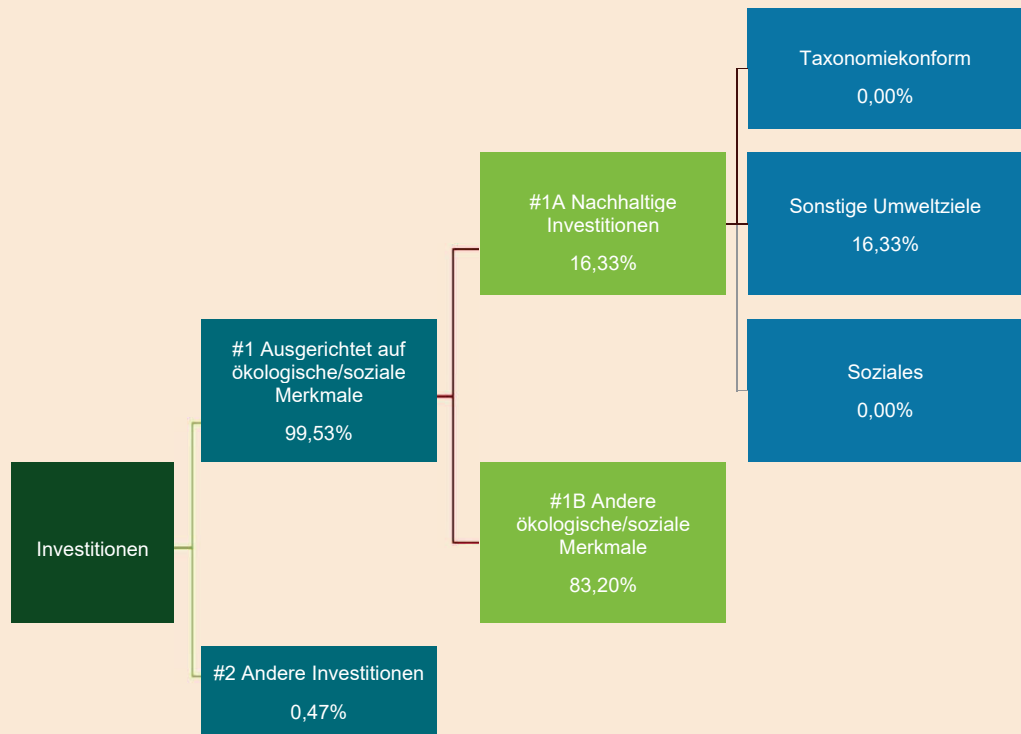 Investitionen
#1 Ausgerichtet auf
ökologische/soziale
Merkmale
99,53%
#2 Andere Investitionen
0,47%
#1A Nachhaltige
Investitionen
16,33%
#1B Andere
ökologische/soziale
Merkmale
83,20%
Taxonomiekonform
0,00%
Sonstige Umweltziele
16,33%
Soziales
0,00%